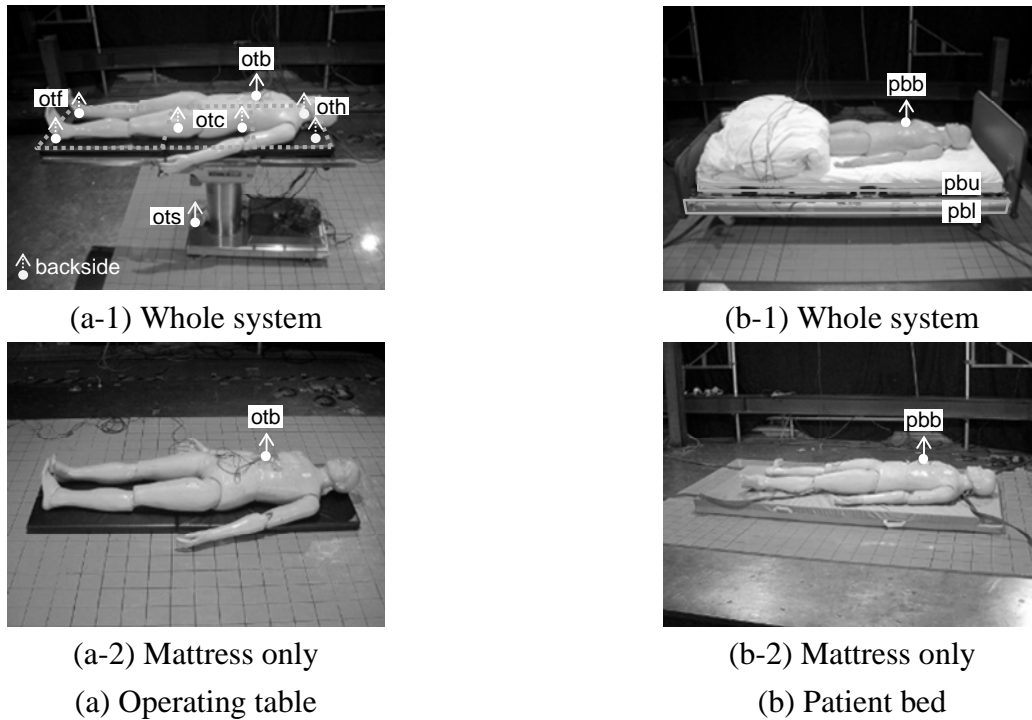 otb
otf
otc
oth
ots
backside
(a-1) Whole system
pbb
pbu
pbl
(b-1) Whole system
otb
(a-2) Mattress only
pbb
(b-2) Mattress only
(a) Operating table
(b) Patient bed